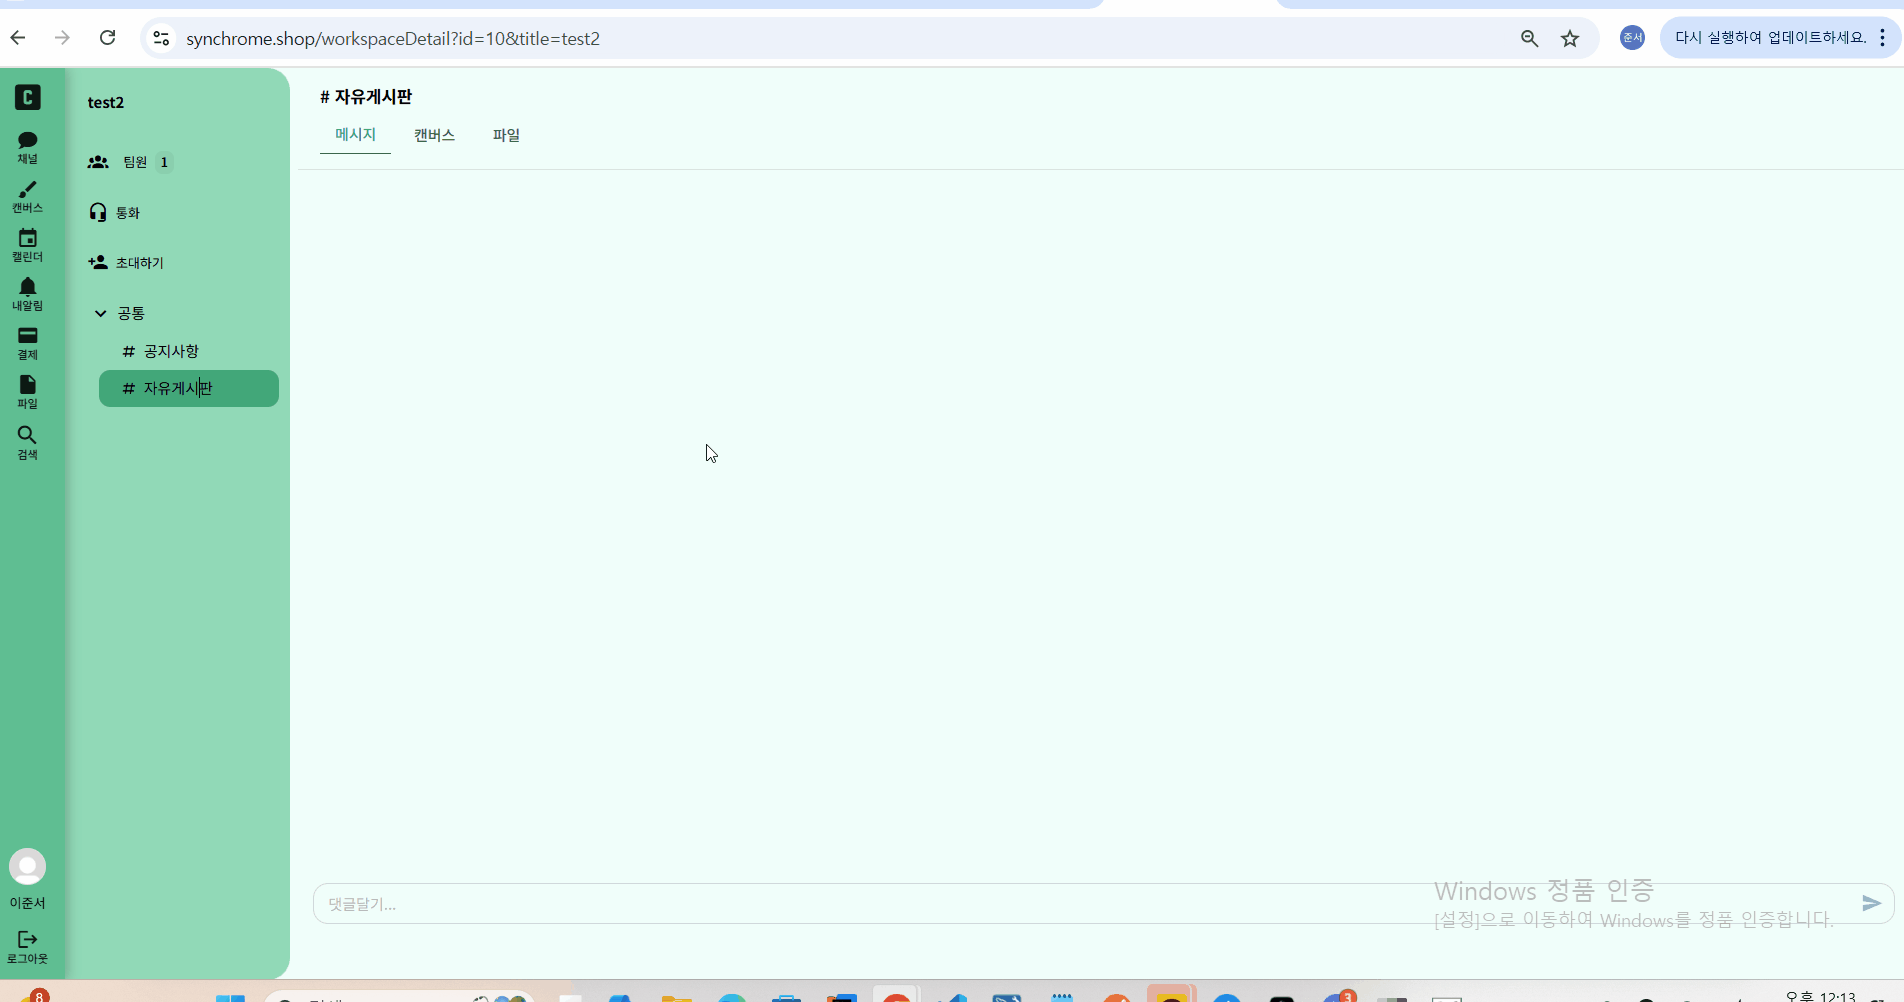 synchrome.shop/workspaceDetail?id=10&title=test2
준서
다시 실행하여 업데이트하세요.
C
채널
캔버스
캘린더
내알림
결제
파일
검색
이준서
로그아웃
test2
팀원 1
통화
초대하기
공통
# 공지사항
# 자유게시판
# 자유게시판
메시지 캔버스 파일
댓글달기...
Windows 정품 인증
[설정]으로 이동하여 Windows를 정품 인증합니다.
8
3
오후 12:13